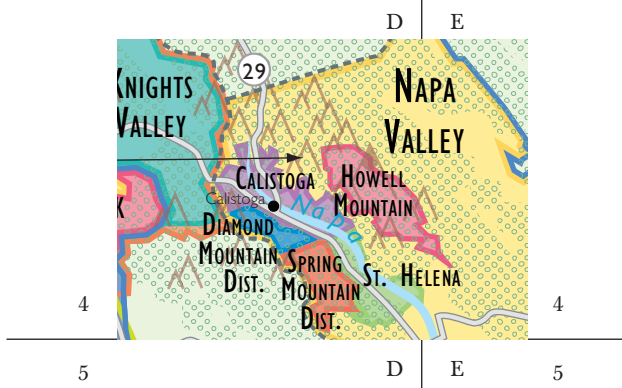 D E
29
KNIGHTS
VALLEY
NAPA
VALLEY
CALISTOGA
Calistoga
HOWELL
MOUNTAIN
Napa
DIAMOND
MOUNTAIN
DIST.
SPRING
MOUNTAIN
DIST.
ST. HELENA
4 4
5 D E 5